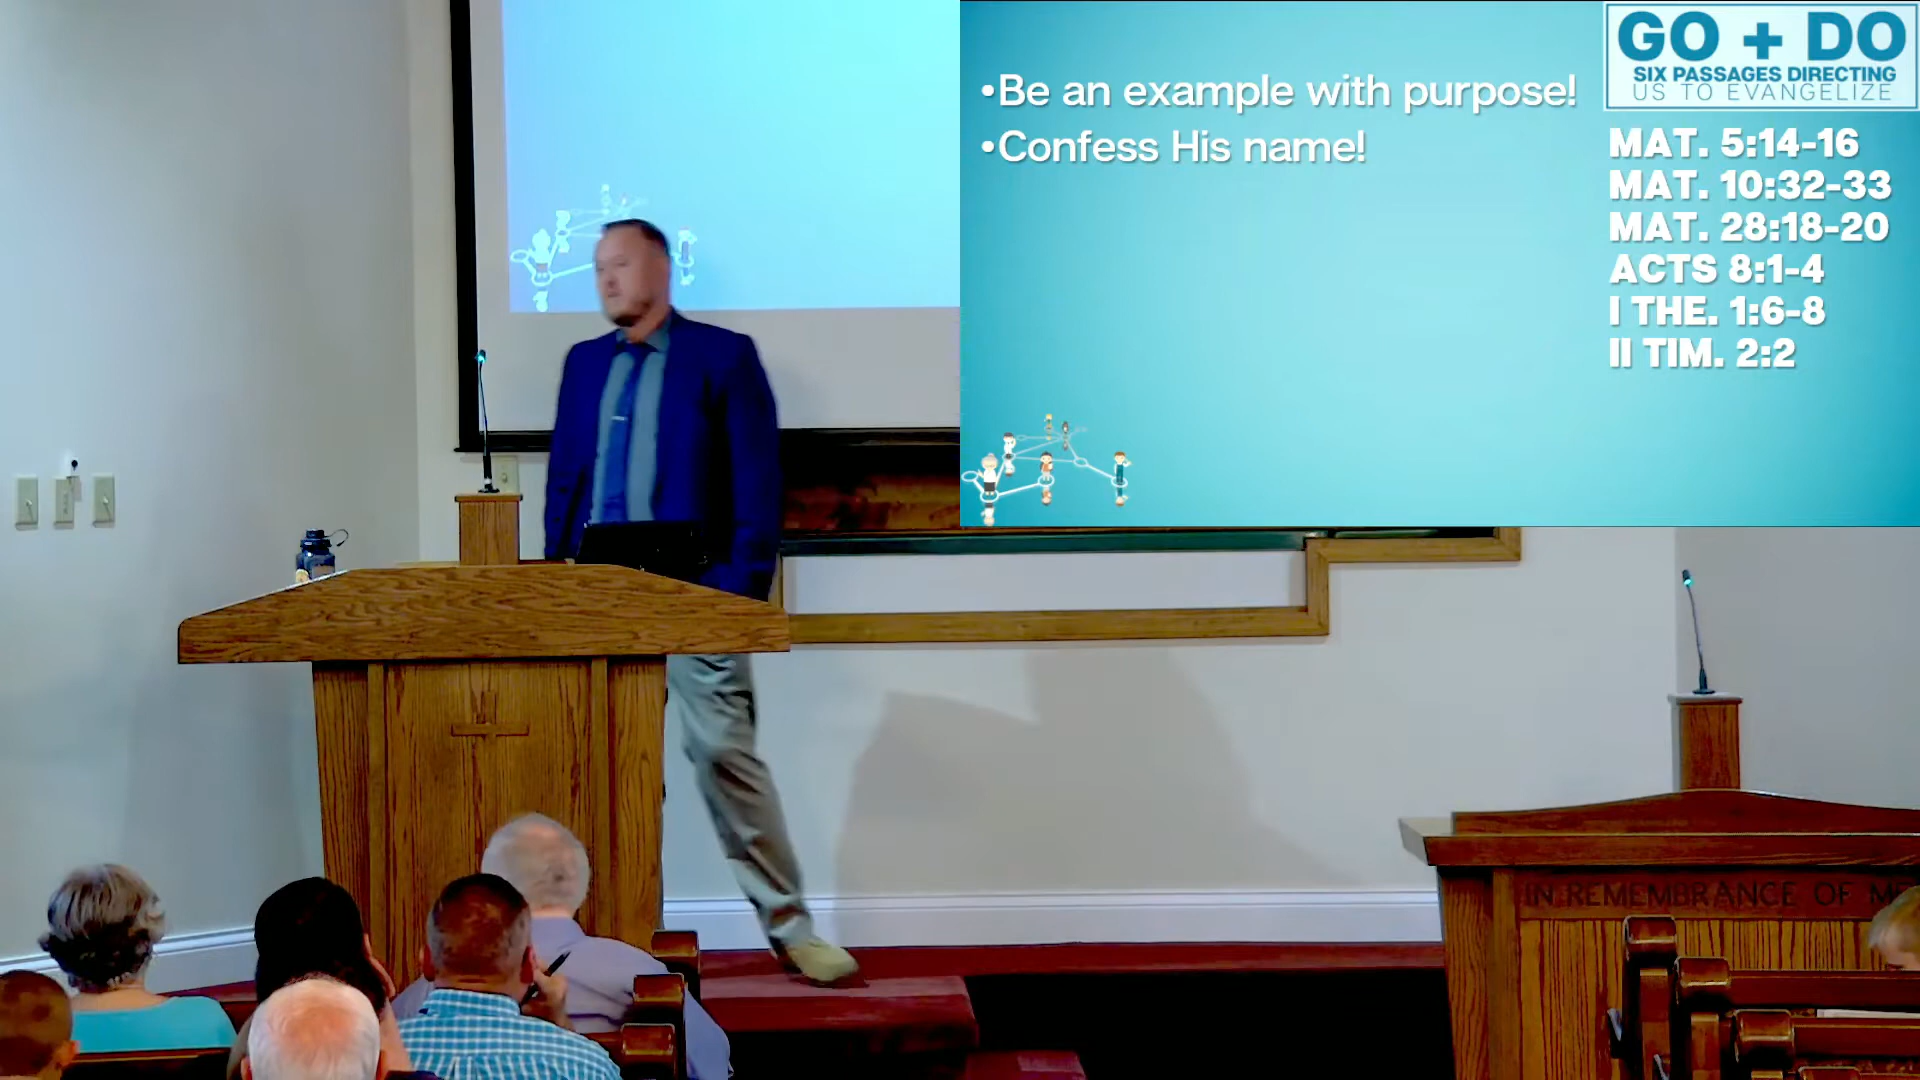 •Be an example with purpose!
•Confess His name!
GO + DO
SIX PASSAGES DIRECTING
US TO EVANGELIZE
MAT. 5:14-16
MAT. 10:32-33
MAT. 28:18-20
ACTS 8:1-4
I THE. 1:6-8
II TIM. 2:2
IN REMEMBRANCE OF M